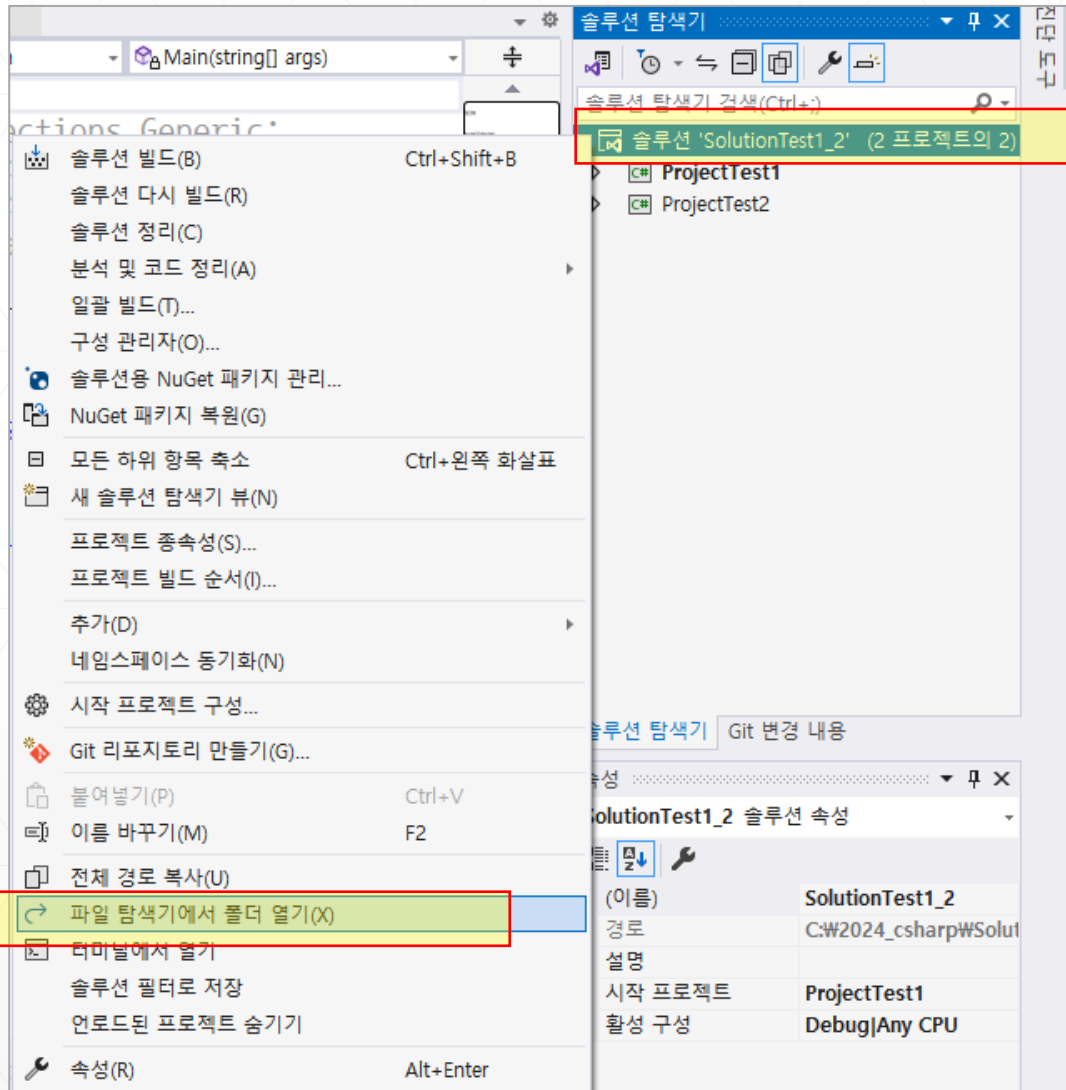 솔루션 탐색기
진단 도구
Main(string[] args)
솔루션 탐색기 검색(Ctrl+;)
ections Generic;
솔루션 'SolutionTest1_2' (2 프로젝트의 2)
ProjectTest1
ProjectTest2
솔루션 빌드(B) Ctrl+Shift+B
솔루션 다시 빌드(R)
솔루션 정리(C)
분석 및 코드 정리(A)
일괄 빌드(T)...
구성 관리자(O)...
솔루션용 NuGet 패키지 관리...
NuGet 패키지 복원(G)
모든 하위 항목 축소 Ctrl+왼쪽 화살표
새 솔루션 탐색기 뷰(N)
프로젝트 종속성(S)...
프로젝트 빌드 순서(I)...
추가(D)
네임스페이스 동기화(N)
시작 프로젝트 구성...
Git 리포지토리 만들기(G)...
붙여넣기(P) Ctrl+V
이름 바꾸기(M) F2
전체 경로 복사(U)
파일 탐색기에서 폴더 열기(X)
터미널에서 열기
솔루션 필터로 저장
언로드된 프로젝트 숨기기
속성(R) Alt+Enter
솔루션 탐색기 Git 변경 내용
속성
SolutionTest1_2 솔루션 속성
(이름) SolutionTest1_2
경로 C:₩2024_csharp₩Solut
설명
시작 프로젝트 ProjectTest1
활성 구성 Debug|Any CPU